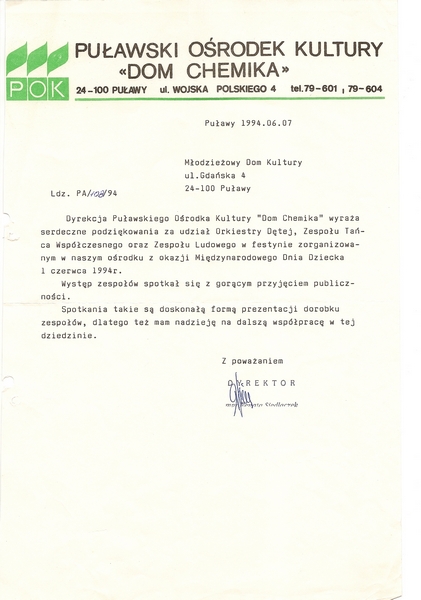 PUŁAWSKI OŚRODEK KULTURY
«DOM CHEMIKA»
POK
24-100 PUŁAWY ul. WOJSKA POLSKIEGO 4 tel. 79-601, 79-604
Puławy 1994.06.07
Młodzieżowy Dom Kultury
ul.Gdańska 4
24-100 Puławy
Ldz. PA/108/94
Dyrekcja Puławskiego Ośrodka Kultury "Dom Chemika" wyraża
serdeczne podziękowania za udział Orkiestry Dętej, Zespołu Tań-
ca Współczesnego oraz Zespołu Ludowego w festynie zorganizowa-
nym w naszym ośrodku z okazji Międzynarodowego Dnia Dziecka
1 czerwca 1994r.
Występ zespołów spotkał się z gorącym przyjęciem publicz-
ności.
Spotkania takie są doskonałą formą prezentacji dorobku
zespołów, dlatego też mam nadzieję na dalszą współpracę w tej
dziedzinie.
Z poważaniem
DYREKTOR